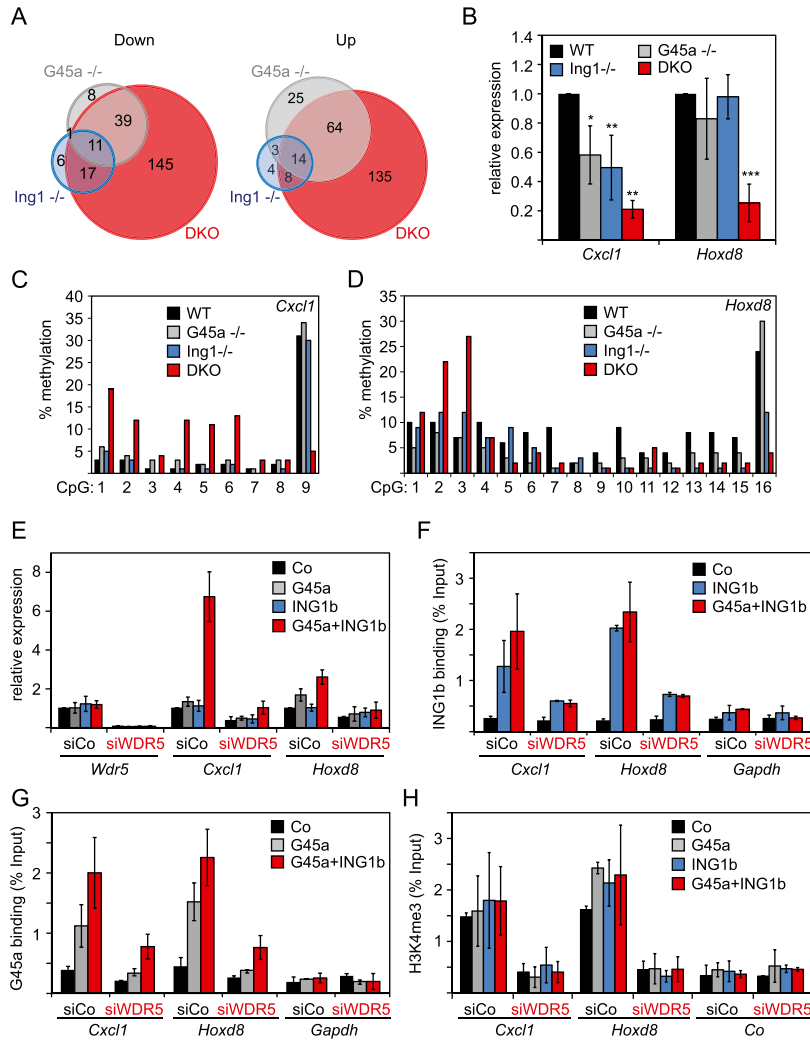 A
Down
Up
G45a -/-
8
1
39
11
6
17
145
Ing1 -/-
DKO
G45a -/-
25
64
3
14
4
8
135
Ing1 -/-
DKO
B
relative expression
1.4
1.2
1.0
0.8
0.6
0.4
0.2
WT
G45a -/-
Ing1-/-
DKO
*
**
**
***
Cxcl1
Hoxd8
C
% methylation
40
35
30
25
20
15
10
5
Cxcl1
WT
G45a -/-
Ing1-/-
DKO
CpG: 1 2 3 4 5 6 7 8 9
D
% methylation
35
30
25
20
15
10
5
Hoxd8
WT
G45a -/-
Ing1-/-
DKO
CpG: 1 2 3 4 5 6 7 8 9 10 11 12 13 14 15 16
E
relative expression
8
6
4
2
Co
G45a
ING1b
G45a+ING1b
siCo siWDR5 siCo siWDR5 siCo siWDR5
Wdr5 Cxcl1 Hoxd8
F
ING1b binding (% Input)
3
2
1
Co
ING1b
G45a+ING1b
siCo siWDR5 siCo siWDR5 siCo siWDR5
Cxcl1 Hoxd8 Gapdh
G
G45a binding (% Input)
3
2
1
Co
G45a
G45a+ING1b
siCo siWDR5 siCo siWDR5 siCo siWDR5
Cxcl1 Hoxd8 Gapdh
H
H3K4me3 (% Input)
3
2
1
Co
G45a
ING1b
G45a+ING1b
siCo siWDR5 siCo siWDR5 siCo siWDR5
Cxcl1 Hoxd8 Co